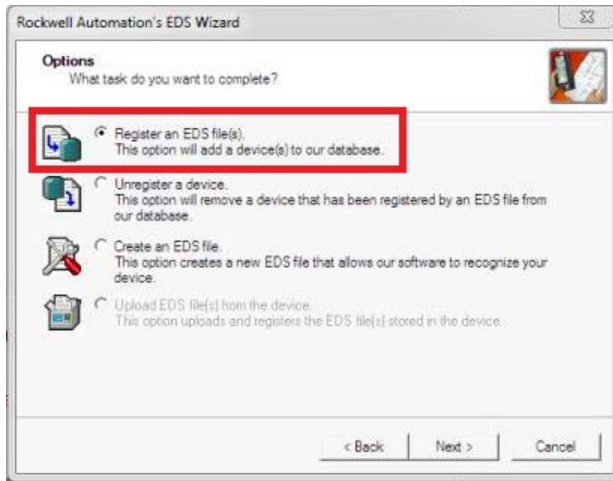 Rockwell Automation's EDS Wizard
Options
What task do you want to complete?
Register an EDS file(s).
This option will add a device(s) to our database.
Unregister a device.
This option will remove a device that has been registered by an EDS file from
our database.
Create an EDS file.
This option creates a new EDS file that allows our software to recognize your
device.
Upload EDS file(s) from the device.
This option uploads and registers the EDS file(s) stored in the device.
< Back
Next >
Cancel